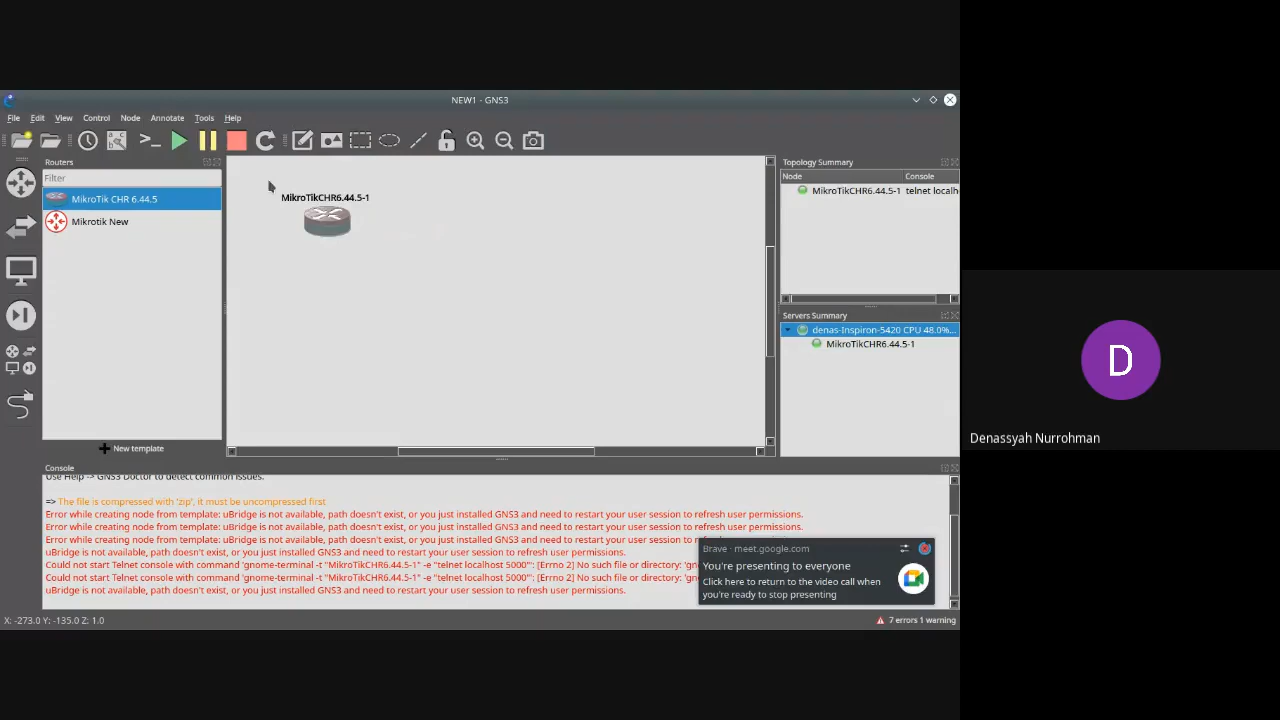 NEW1 - GNS3
File Edit View Control Node Annotate Tools Help
Routers
Filter
MikroTik CHR 6.44.5
Mikrotik New
New template
MikroTikCHR6.44.5-1
Topology Summary
Node Console
MikroTikCHR6.44.5-1 telnet localh
Servers Summary
denas-Inspiron-5420 CPU 48.0%...
MikroTikCHR6.44.5-1
Console
Use Help -> GNS3 Doctor to detect common issues.
=> The file is compressed with 'zip', it must be uncompressed first
Error while creating node from template: uBridge is not available, path doesn't exist, or you just installed GNS3 and need to restart your user session to refresh user permissions.
Error while creating node from template: uBridge is not available, path doesn't exist, or you just installed GNS3 and need to restart your user session to refresh user permissions.
Error while creating node from template: uBridge is not available, path doesn't exist, or you just installed GNS3 and need to restart your user session to refresh user permissions.
uBridge is not available, path doesn't exist, or you just installed GNS3 and need to restart your user session to refresh user permissions.
Could not start Telnet console with command 'gnome-terminal -t "MikroTikCHR6.44.5-1" -e "telnet localhost 5000"': [Errno 2] No such file or directory: 'gn
Could not start Telnet console with command 'gnome-terminal -t "MikroTikCHR6.44.5-1" -e "telnet localhost 5000"': [Errno 2] No such file or directory: 'gn
uBridge is not available, path doesn't exist, or you just installed GNS3 and need to restart your user session to refresh user permissions.
Brave · meet.google.com
You're presenting to everyone
Click here to return to the video call when
you're ready to stop presenting
X: -273.0 Y: -135.0 Z: 1.0
7 errors 1 warning
D
Denassyah Nurrohman